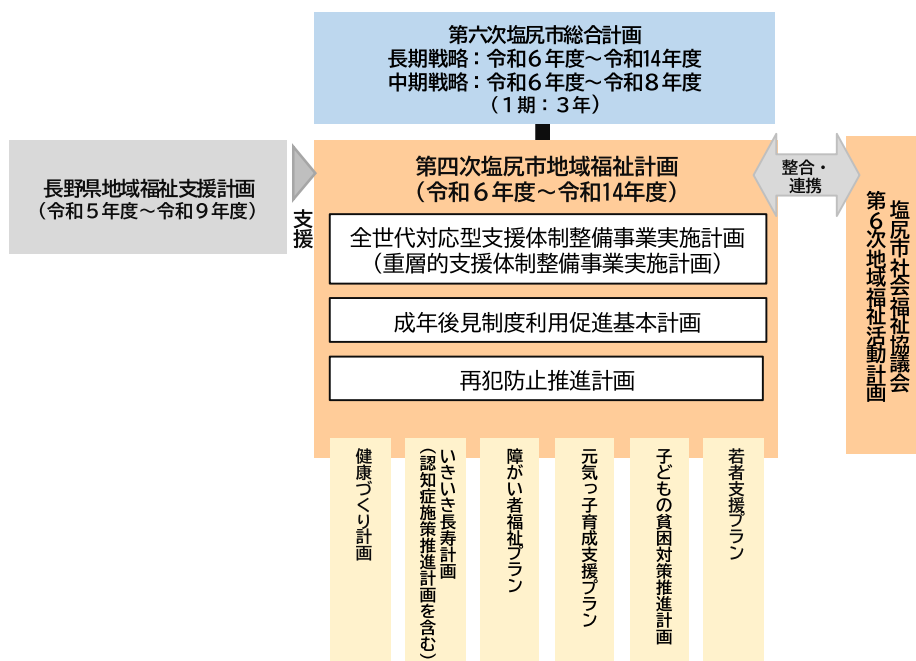 第六次塩尻市総合計画
長期戦略：令和６年度～令和14年度
中期戦略：令和６年度～令和８年度
（１期：３年）
長野県地域福祉支援計画
（令和５年度～令和９年度）
支援
第四次塩尻市地域福祉計画
（令和６年度～令和14年度）
整合・
連携
塩尻市社会福祉協議会
第６次地域福祉活動計画
全世代対応型支援体制整備事業実施計画
（重層的支援体制整備事業実施計画）
成年後見制度利用促進基本計画
再犯防止推進計画
健康づくり計画
いきいき長寿計画
（認知症施策推進計画を含む）
障がい者福祉プラン
元気っ子育成支援プラン
子どもの貧困対策推進計画
若者支援プラン